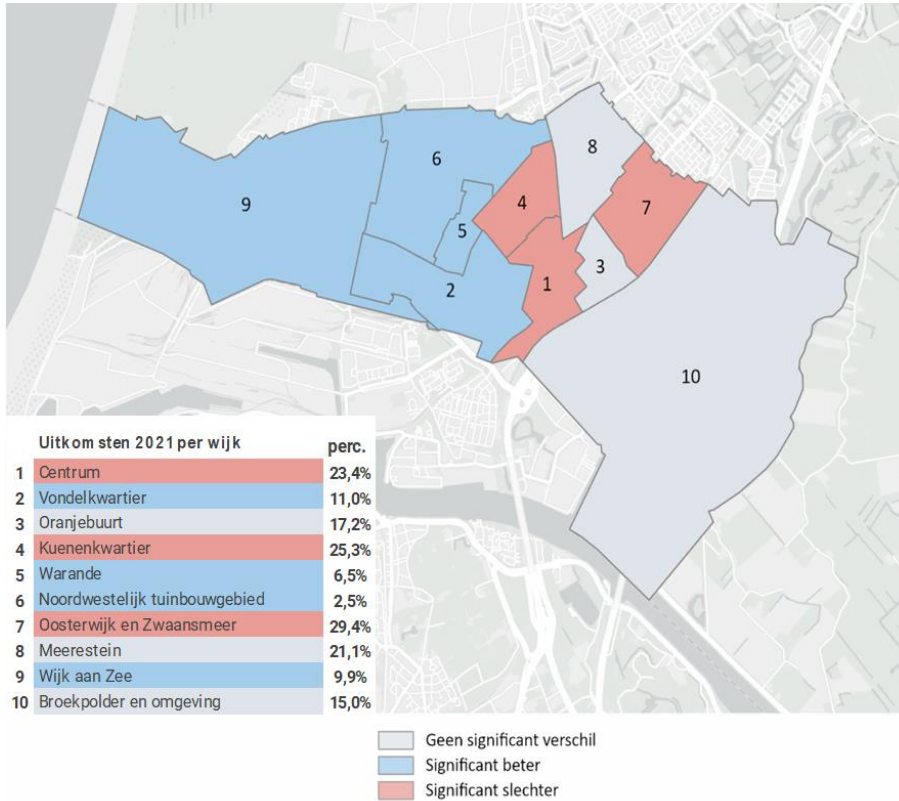 8
6
4
7
9
5
3
2
1
10
Uitkomsten 2021 per wijk perc.
1 Centrum 23,4%
2 Vondelkwartier 11,0%
3 Oranjebuurt 17,2%
4 Kuenenkwartier 25,3%
5 Warande 6,5%
6 Noordwestelijk tuinbouwgebied 2,5%
7 Oosterwijk en Zwaansmeer 29,4%
8 Meerestein 21,1%
9 Wijk aan Zee 9,9%
10 Broekpolder en omgeving 15,0%
Geen significant verschil
Significant beter
Significant slechter